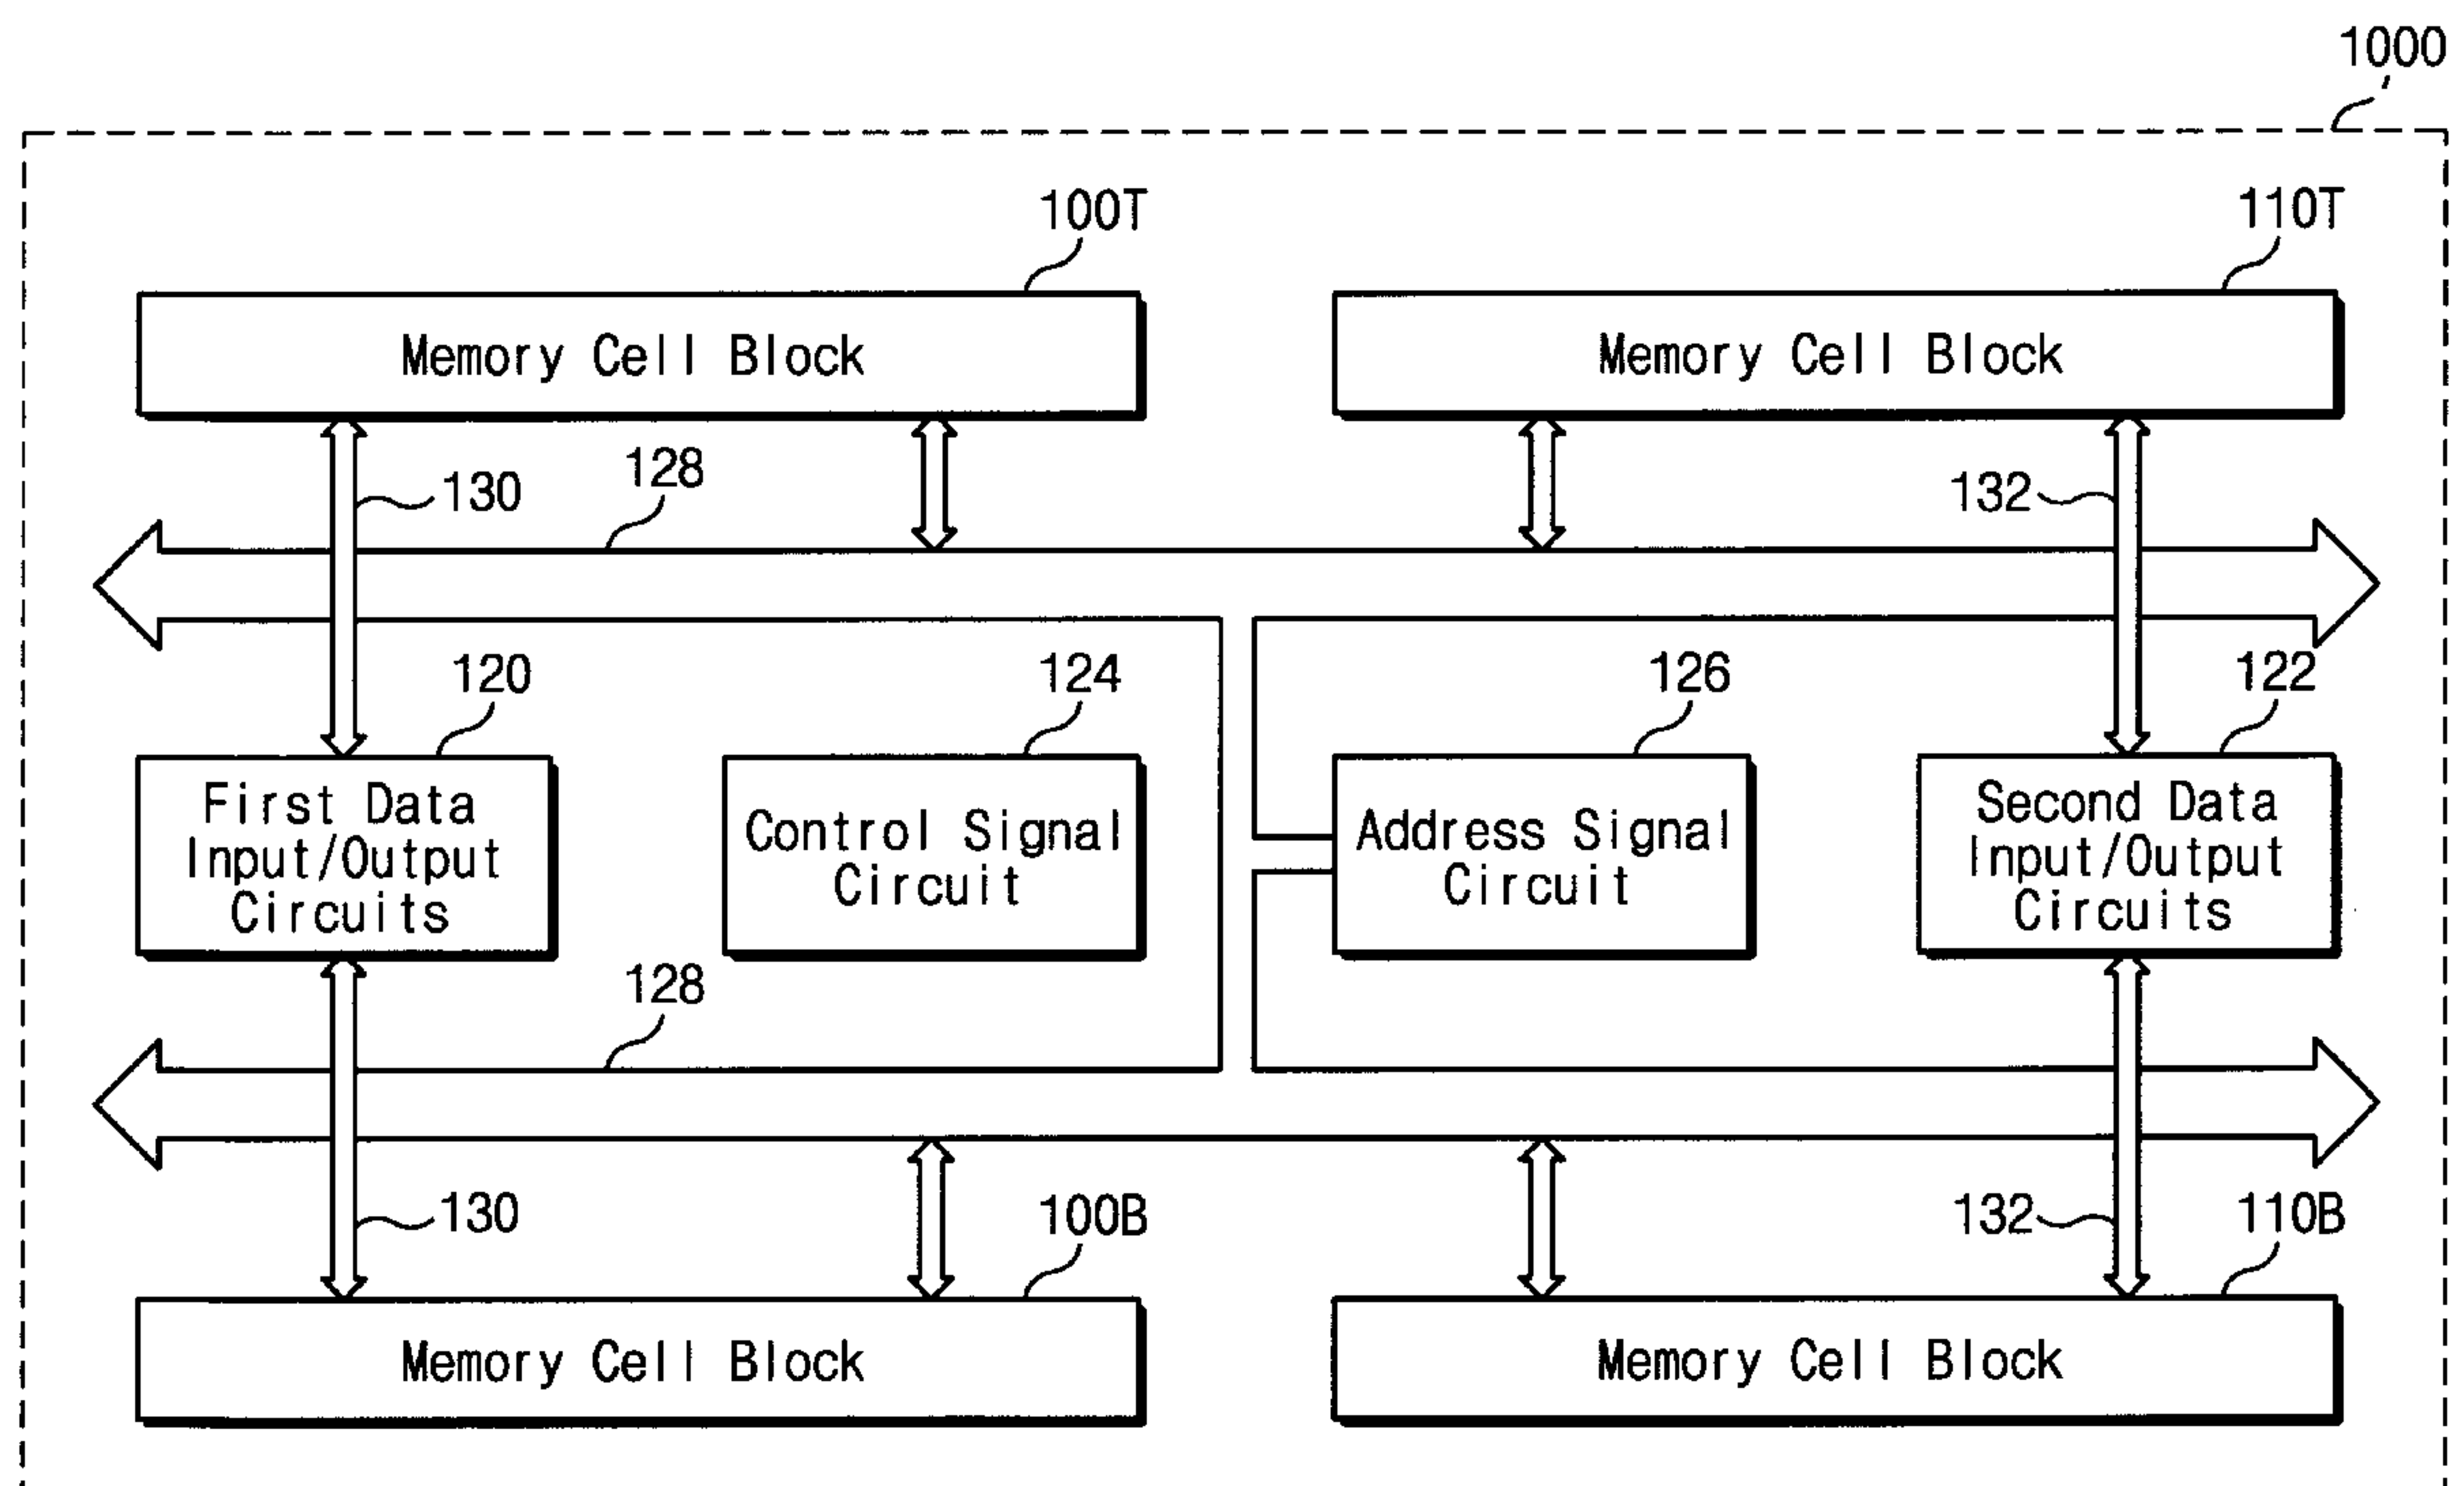 1000
100T
110T
Memory Cell Block
Memory Cell Block
128
130
132
120
124
126
122
First Data
Input/Output
Circuits
Control Signal
Circuit
Address Signal
Circuit
Second Data
Input/Output
Circuits
128
130
100B
132
110B
Memory Cell Block
Memory Cell Block